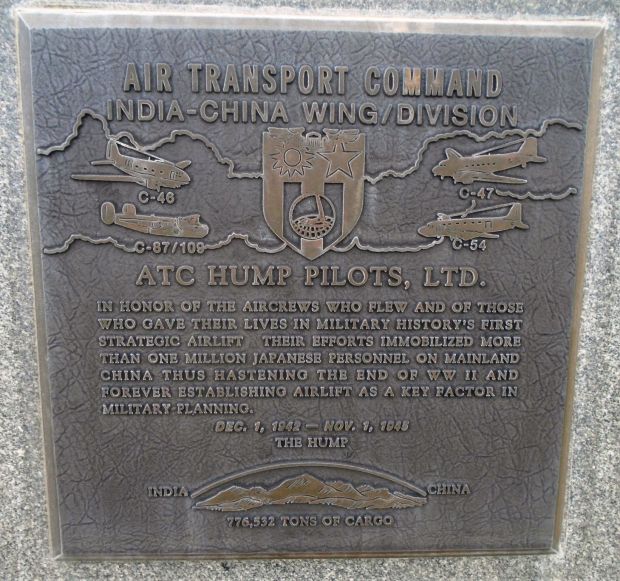 AIR TRANSPORT COMMAND
INDIA-CHINA WING/DIVISION
C-46
C-47
C-87/109
C-54
ATC HUMP PILOTS, LTD.
IN HONOR OF THE AIRCREWS WHO FLEW AND OF THOSE
WHO GAVE THEIR LIVES IN MILITARY HISTORY'S FIRST
STRATEGIC AIRLIFT THEIR EFFORTS IMMOBILIZED MORE
THAN ONE MILLION JAPANESE PERSONNEL ON MAINLAND
CHINA THUS HASTENING THE END OF WW II AND
FOREVER ESTABLISHING AIRLIFT AS A KEY FACTOR IN
MILITARY PLANNING.
DEC. 1, 1942 — NOV. 1, 1945
THE HUMP
INDIA
CHINA
776,532 TONS OF CARGO